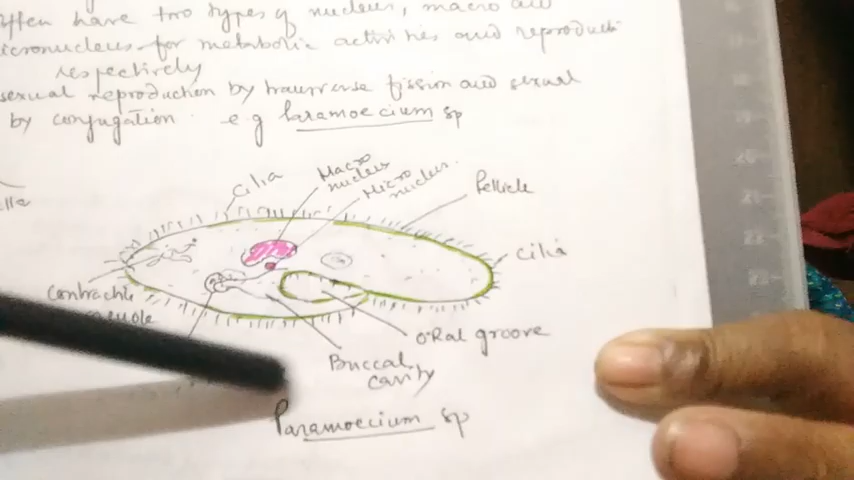 often have two types of nucleus, macro and
icronucleus for metabolic activities and reproducti
respectively
sexual reproduction by transverse fission and sexual
by conjugation. e.g Paramoecium sp
Macro
nucleus
Micro
nucleus.
Cilia
Pellicle
Cilia
Contractile
oral groove
Buccal
cavity
Paramoecium sp